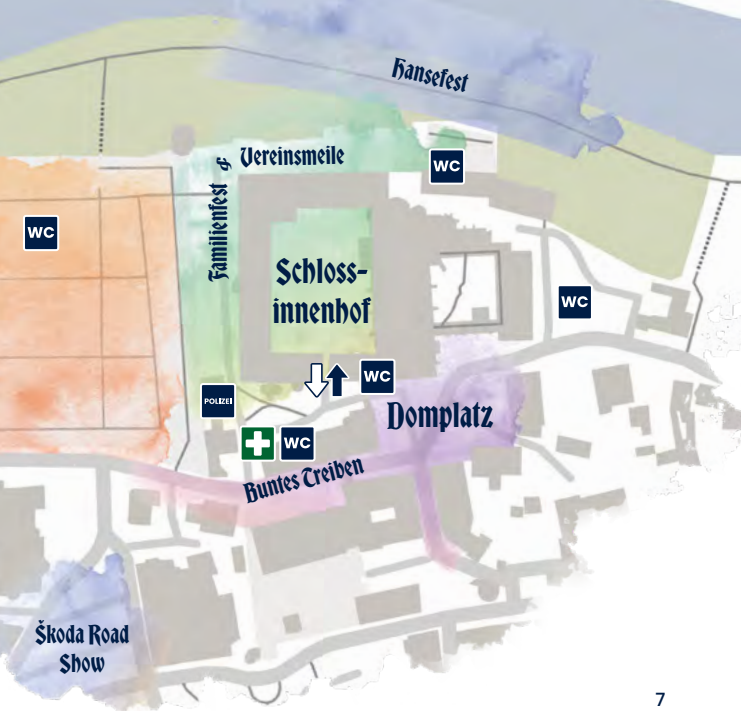 Hansefest
Familienfest & Vereinsmeile
WC
WC
Schloss-
innenhof
WC
WC
POLIZEI
Domplatz
WC
Buntes Treiben
Škoda Road
Show
7